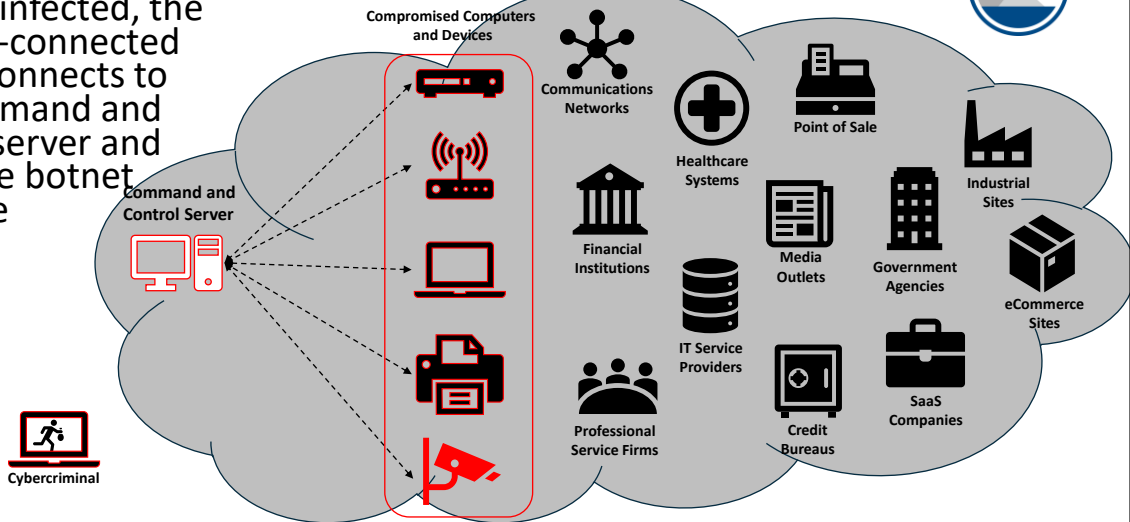 infected, the
-connected
onnects to
mand and
server and
e botnet
e
Command and
Control Server
Cybercriminal
Compromised Computers
and Devices
Communications
Networks
Healthcare
Systems
Point of Sale
Industrial
Sites
Financial
Institutions
Media
Outlets
Government
Agencies
eCommerce
Sites
IT Service
Providers
Professional
Service Firms
Credit
Bureaus
SaaS
Companies